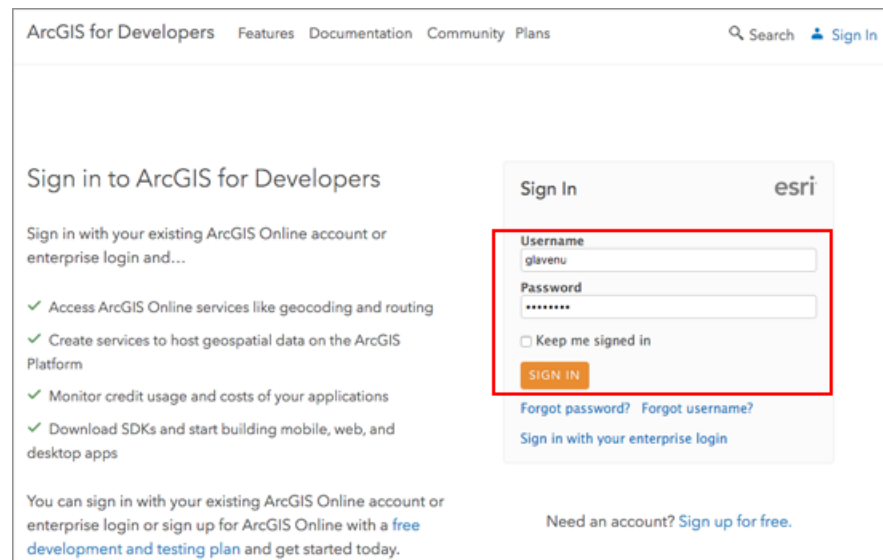 ArcGIS for Developers Features Documentation Community Plans Search Sign In
Sign in to ArcGIS for Developers
Sign in with your existing ArcGIS Online account or
enterprise login and...
Access ArcGIS Online services like geocoding and routing
Create services to host geospatial data on the ArcGIS
Platform
Monitor credit usage and costs of your applications
Download SDKs and start building mobile, web, and
desktop apps
You can sign in with your existing ArcGIS Online account or
enterprise login or sign up for ArcGIS Online with a free
development and testing plan and get started today.
Sign In esri
Username
glavenu
Password
••••••••
Keep me signed in
SIGN IN
Forgot password? Forgot username?
Sign in with your enterprise login
Need an account? Sign up for free.